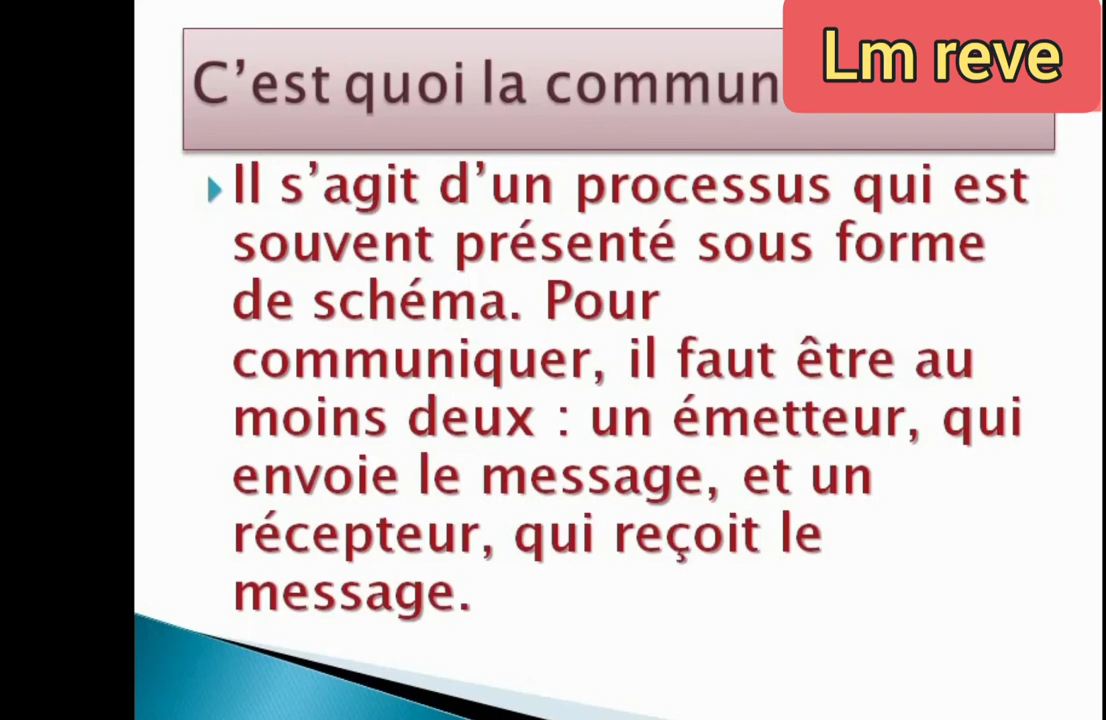 C'est quoi la commun
Lm reve
Il s'agit d'un processus qui est
souvent présenté sous forme
de schéma. Pour
communiquer, il faut être au
moins deux : un émetteur, qui
envoie le message, et un
récepteur, qui reçoit le
message.